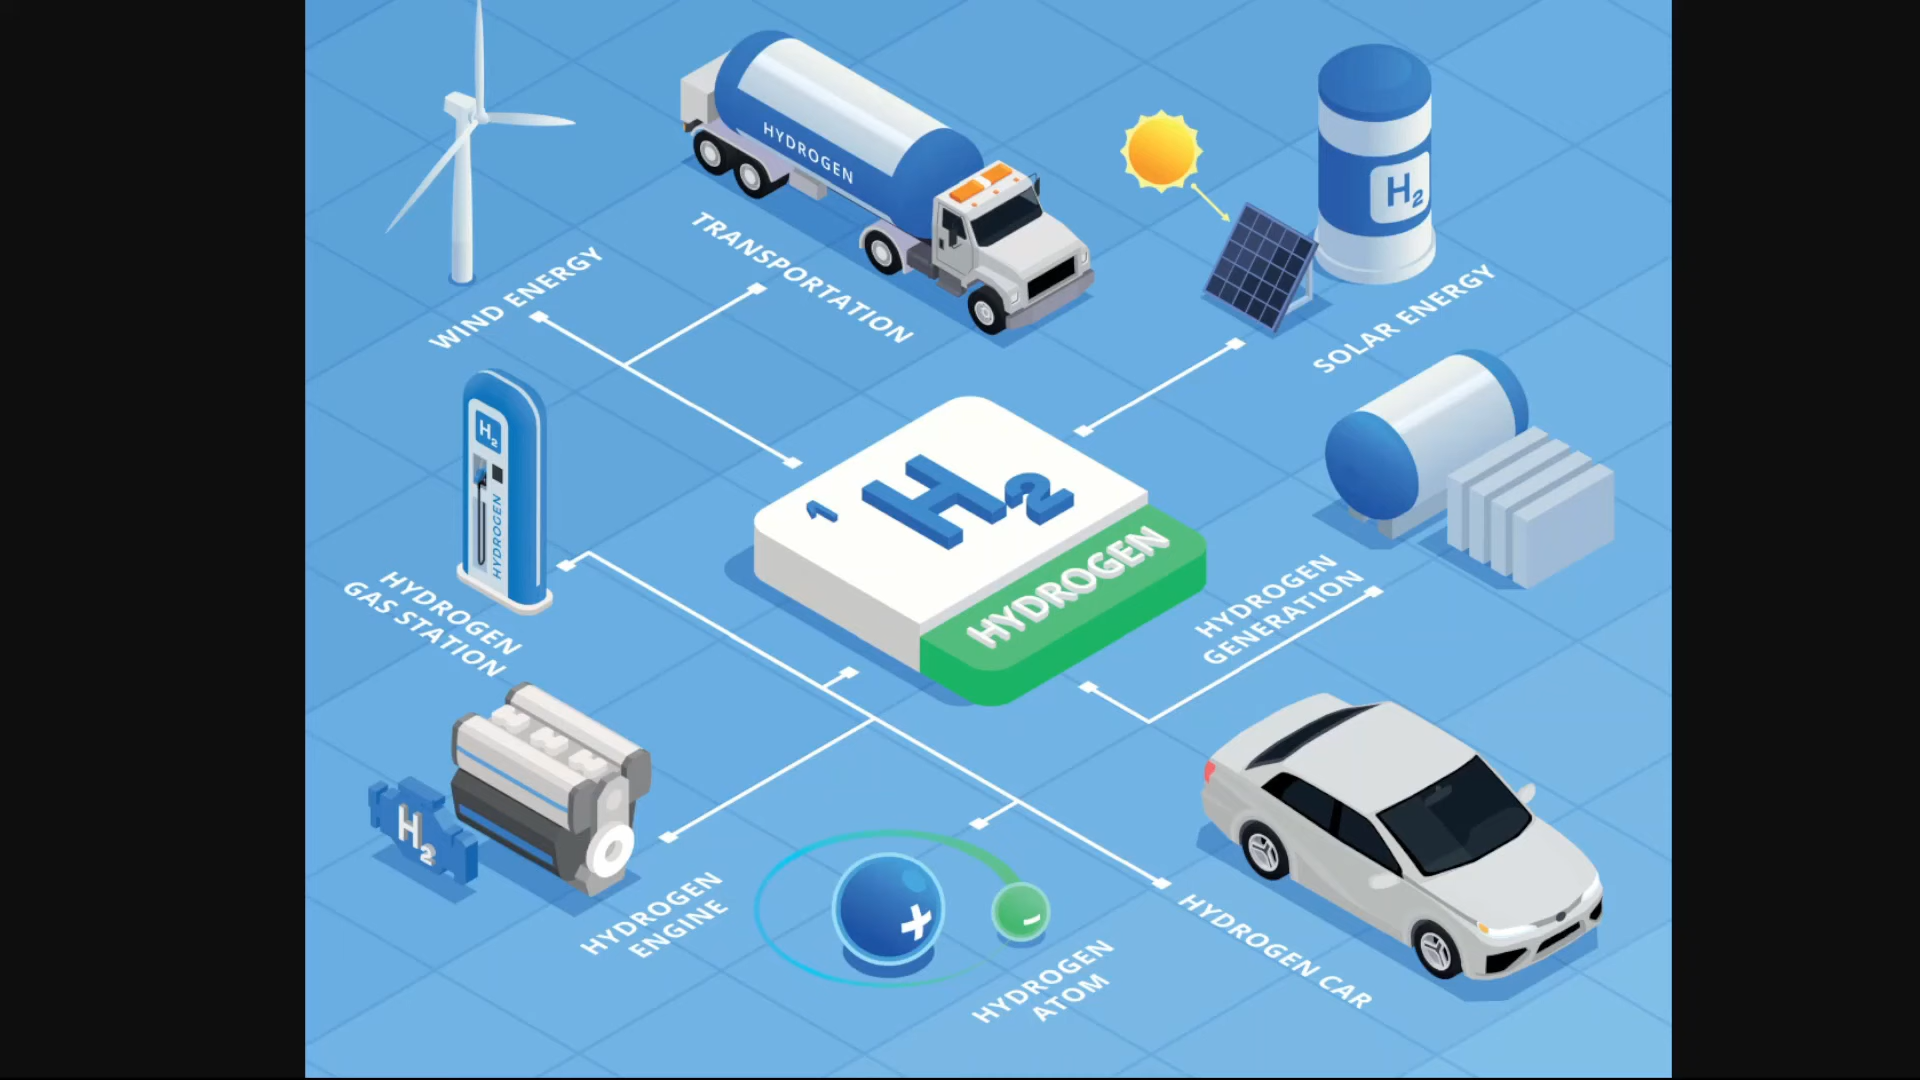 HYDROGEN
TRANSPORTATION
WIND ENERGY
H2
SOLAR ENERGY
H2
HYDROGEN
HYDROGEN
GAS STATION
1
H2
HYDROGEN
HYDROGEN
GENERATION
H2
HYDROGEN
ENGINE
+
-
HYDROGEN
ATOM
HYDROGEN CAR